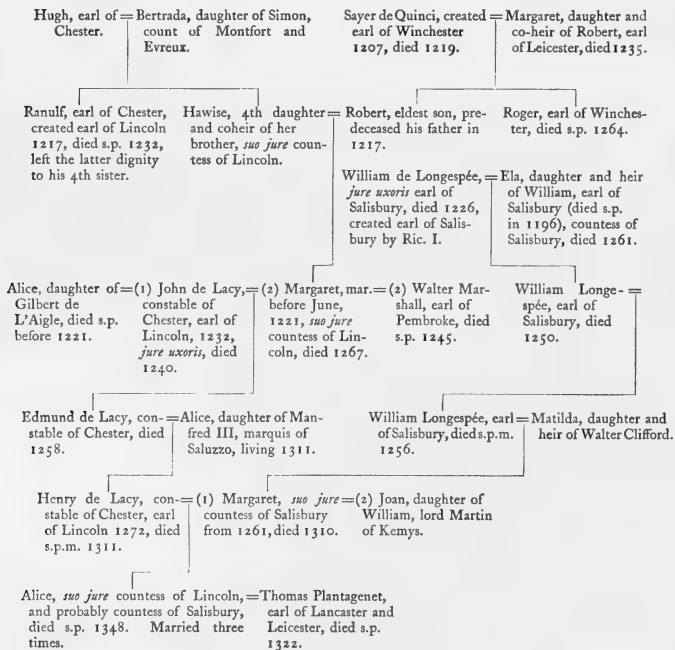 Hugh, earl of = Bertrada, daughter of Simon,
Chester. count of Montfort and
Evreux.
Sayer de Quinci, created = Margaret, daughter and
earl of Winchester co-heir of Robert, earl
1207, died 1219. of Leicester, died 1235.
Ranulf, earl of Chester,
created earl of Lincoln
1217, died s.p. 1232,
left the latter dignity
to his 4th sister.
Hawise, 4th daughter =
and coheir of her
brother, suo jure coun-
tess of Lincoln.
Robert, eldest son, pre-
deceased his father in
1217.
Roger, earl of Winches-
ter, died s.p. 1264.
William de Longespée, =
jure uxoris earl of
Salisbury, died 1226,
created earl of Salis-
bury by Ric. I.
Ela, daughter and heir
of William, earl of
Salisbury (died s.p.
in 1196), countess of
Salisbury, died 1261.
Alice, daughter of =
Gilbert de
L'Aigle, died s.p.
before 1221.
(1) John de Lacy, =
constable of
Chester, earl of
Lincoln, 1232,
jure uxoris, died
1240.
(2) Margaret, mar. =
before June,
1221, suo jure
countess of Lin-
coln, died 1267.
(2) Walter Mar-
shall, earl of
Pembroke, died
s.p. 1245.
William Longe- =
spée, earl of
Salisbury, died
1250.
Edmund de Lacy, con- =
stable of Chester, died
1258.
Alice, daughter of Man-
fred III, marquis of
Saluzzo, living 1311.
William Longespée, earl =
of Salisbury, died s.p.m.
1256.
Matilda, daughter and
heir of Walter Clifford.
Henry de Lacy, con- =
stable of Chester, earl
of Lincoln 1272, died
s.p.m. 1311.
(1) Margaret, suo jure =
countess of Salisbury
from 1261, died 1310.
(2) Joan, daughter of
William, lord Martin
of Kemys.
Alice, suo jure countess of Lincoln, =
and probably countess of Salisbury,
died s.p. 1348. Married three
times.
Thomas Plantagenet,
earl of Lancaster and
Leicester, died s.p.
1322.